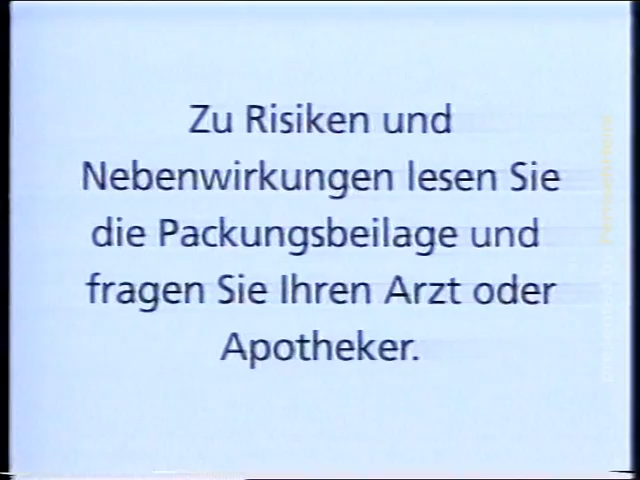 Zu Risiken und
Nebenwirkungen lesen Sie
die Packungsbeilage und
fragen Sie Ihren Arzt oder
Apotheker.